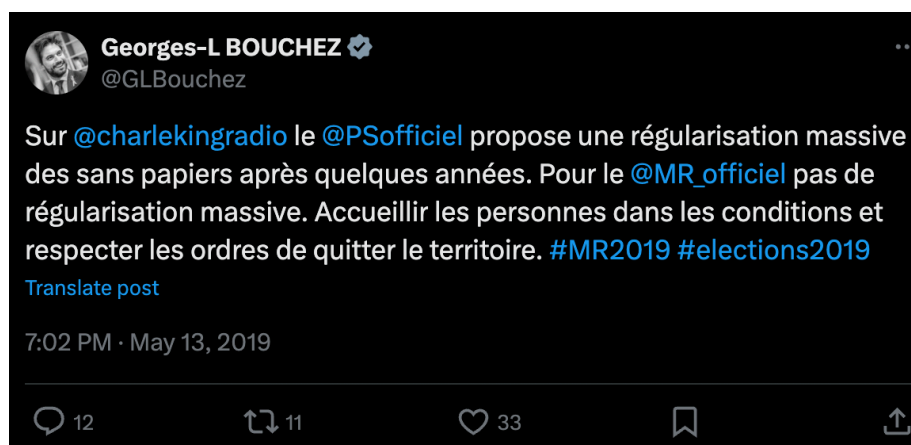 Georges-L BOUCHEZ
@GLBouchez
Sur @charlekingradio le @PSofficiel propose une régularisation massive
des sans papiers après quelques années. Pour le @MR_officiel pas de
régularisation massive. Accueillir les personnes dans les conditions et
respecter les ordres de quitter le territoire. #MR2019 #elections2019
Translate post
7:02 PM · May 13, 2019
12 11 33